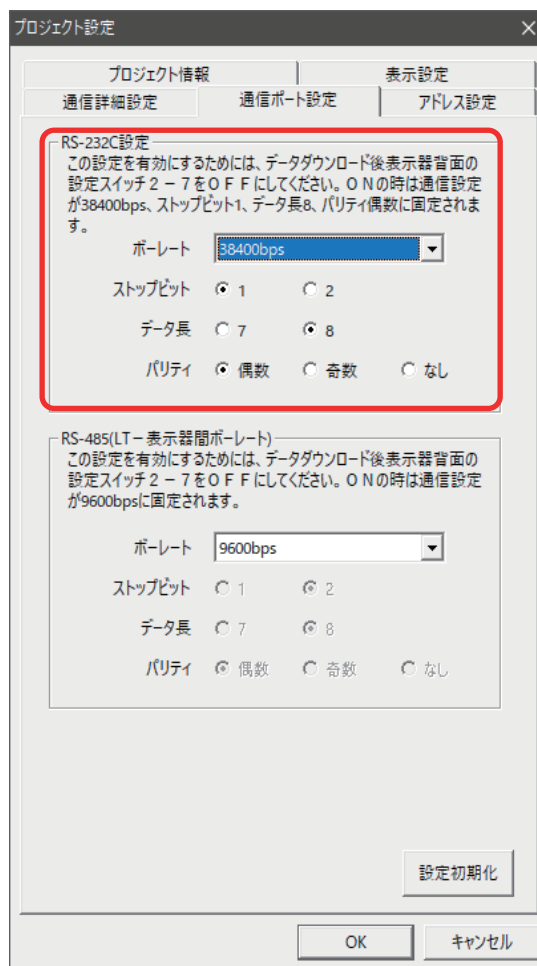 プロジェクト設定
プロジェクト情報
表示設定
通信詳細設定
通信ポート設定
アドレス設定
RS-232C設定
この設定を有効にするためには、データダウンロード後表示器背面の
設定スイッチ2-7をOFFにしてください。ONの時は通信設定
が38400bps、ストップビット1、データ長8、パリティ偶数に固定されま
す。
ボーレート 38400bps
ストップビット 1 2
データ長 7 8
パリティ 偶数 奇数 なし
RS-485(LT-表示器間ボーレート)
この設定を有効にするためには、データダウンロード後表示器背面の
設定スイッチ2-7をOFFにしてください。ONの時は通信設定
が9600bpsに固定されます。
ボーレート 9600bps
ストップビット 1 2
データ長 7 8
パリティ 偶数 奇数 なし
設定初期化
OK キャンセル